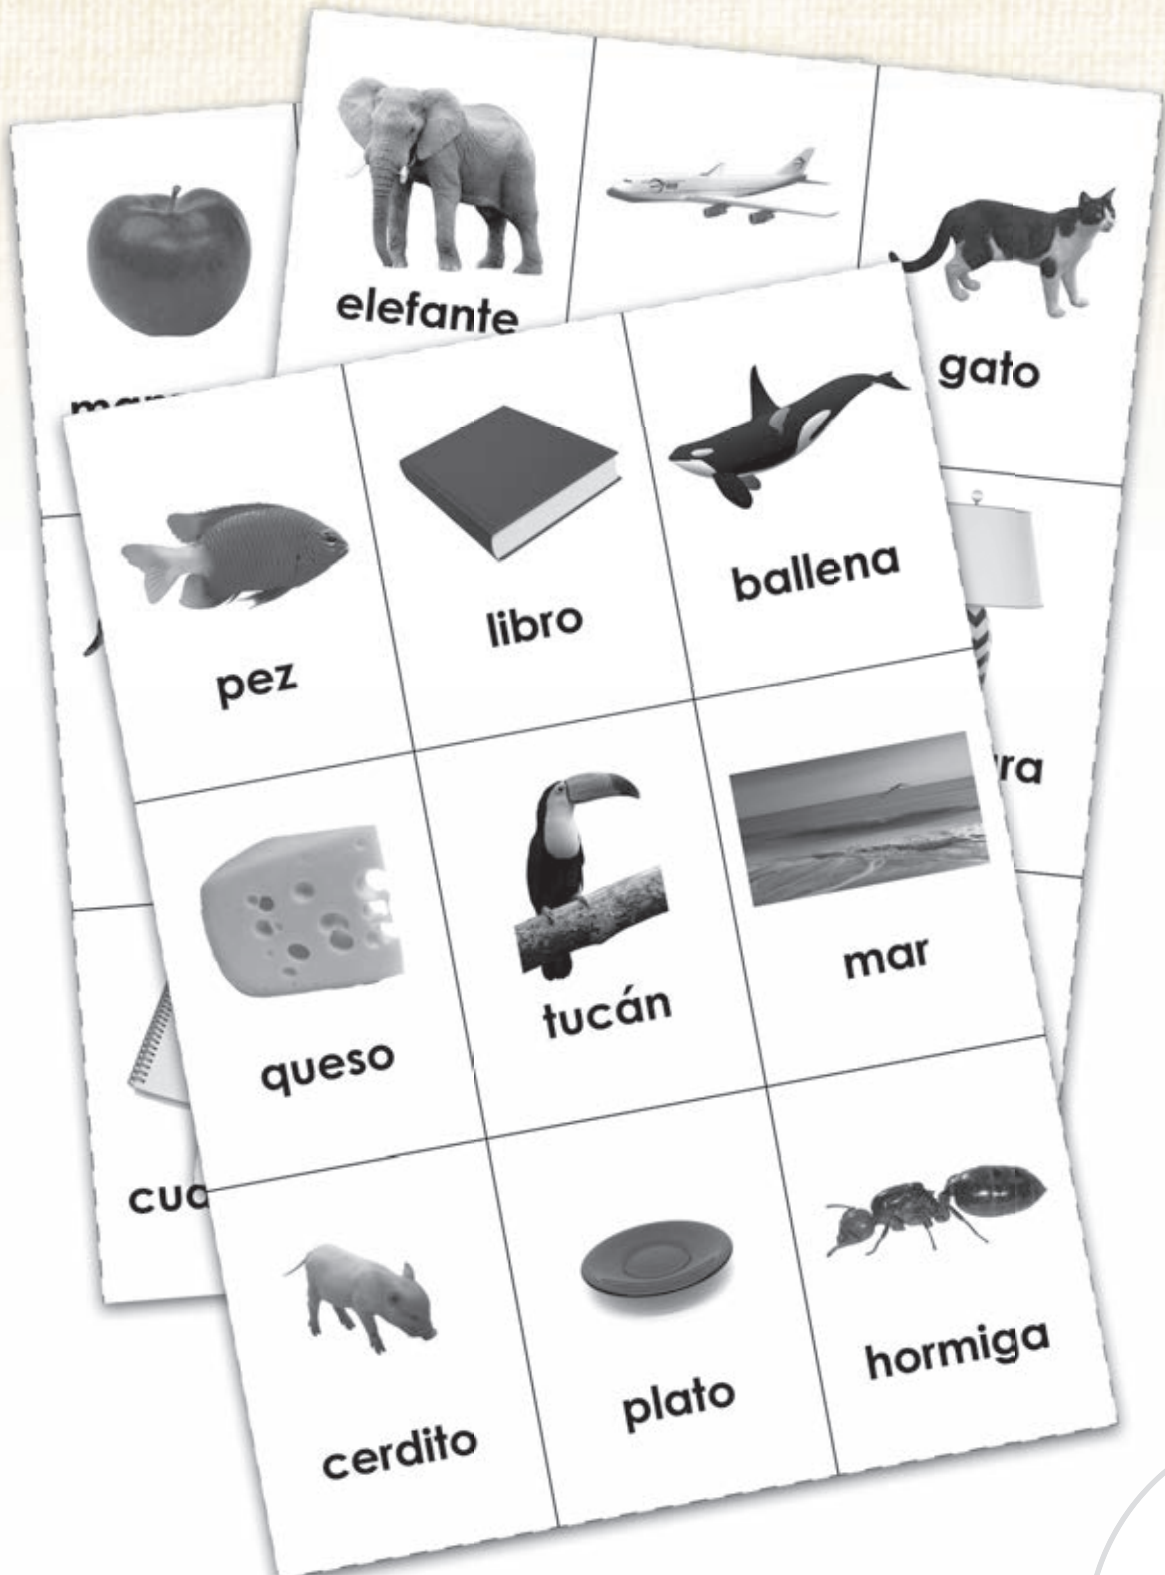 elefante
gato
pez
libro
ballena
queso
tucán
mar
cerdito
plato
hormiga